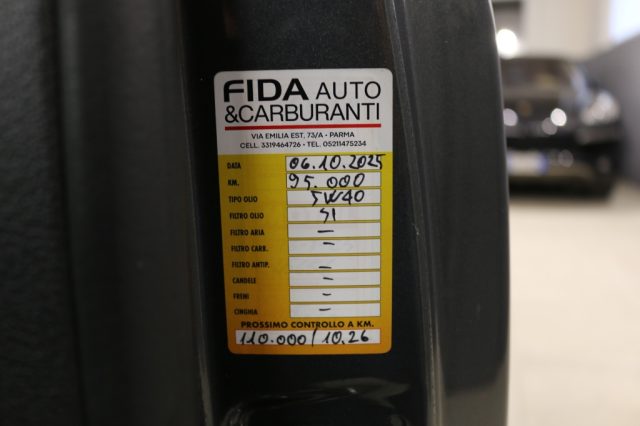 FIDA AUTO
&CARBURANTI
VIA EMILIA EST, 73/A • PARMA
CELL. 3319464726 • TEL. 05211475234
DATA 06.10.2025
KM. 95.000
TIPO OLIO 5W40
FILTRO OLIO SI
FILTRO ARIA –
FILTRO CARB. –
FILTRO ANTIP. –
CANDELE –
FRENI –
CINGHIA –
PROSSIMO CONTROLLO A KM.
110.000/10,26